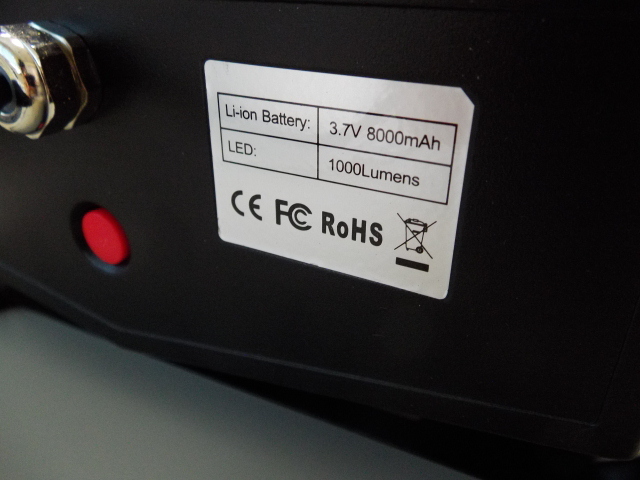 Li-ion Battery: 3.7V 8000mAh
LED: 1000Lumens
CE FC RoHS